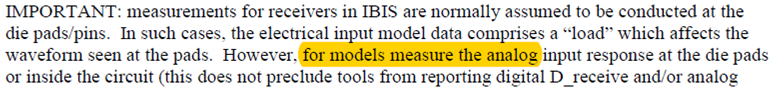 IMPORTANT: measurements for receivers in IBIS are normally assumed to be conducted at the
die pads/pins. In such cases, the electrical input model data comprises a “load” which affects the
waveform seen at the pads. However, for models measure the analog input response at the die pads
or inside the circuit (this does not preclude tools from reporting digital D_receive and/or analog